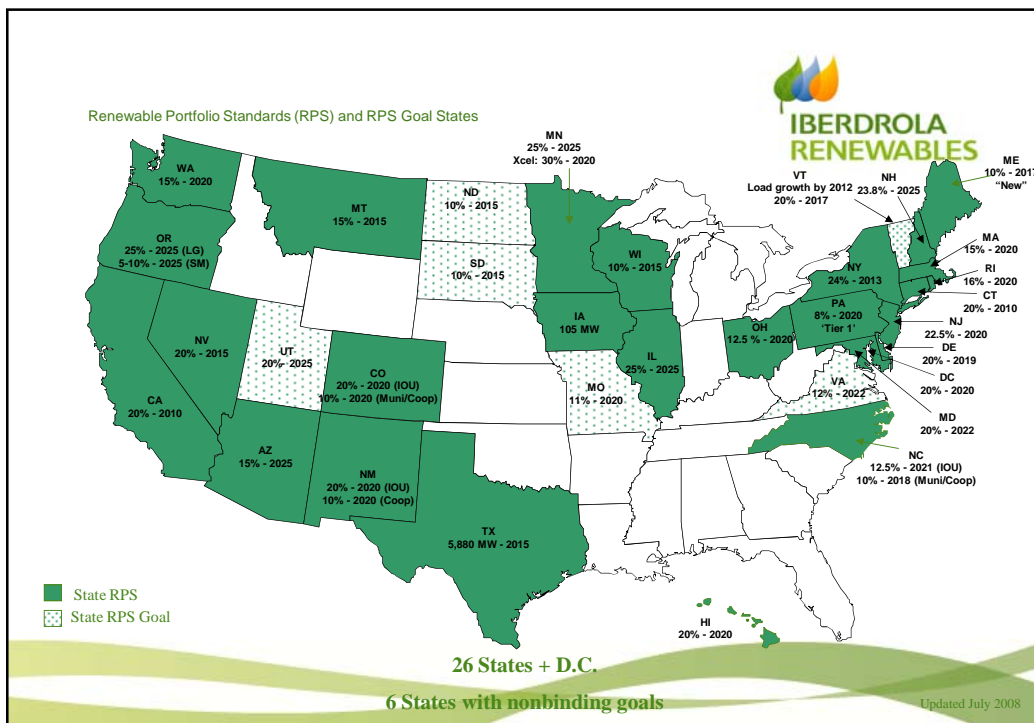 IBERDROLA
RENEWABLES
Renewable Portfolio Standards (RPS) and RPS Goal States
WA
15% - 2020
OR
25% - 2025 (LG)
5-10% - 2025 (SM)
CA
20% - 2010
NV
20% - 2015
UT
20% - 2025
AZ
15% - 2025
MT
15% - 2015
ND
10% - 2015
SD
10% - 2015
CO
20% - 2020 (IOU)
10% - 2020 (Muni/Coop)
NM
20% - 2020 (IOU)
10% - 2020 (Coop)
TX
5,880 MW - 2015
MN
25% - 2025
Xcel: 30% - 2020
WI
10% - 2015
IA
105 MW
IL
25% - 2025
MO
11% - 2020
OH
12.5 % - 2020
VT
Load growth by 2012
20% - 2017
NH
23.8% - 2025
ME
10% - 2017
“New”
NY
24% - 2013
PA
8% - 2020
'Tier 1'
MA
15% - 2020
RI
16% - 2020
CT
20% - 2010
NJ
22.5% - 2020
DE
20% - 2019
DC
20% - 2020
MD
20% - 2022
VA
12% - 2022
NC
12.5% - 2021 (IOU)
10% - 2018 (Muni/Coop)
HI
20% - 2020
State RPS
State RPS Goal
26 States + D.C.
6 States with nonbinding goals
Updated July 2008